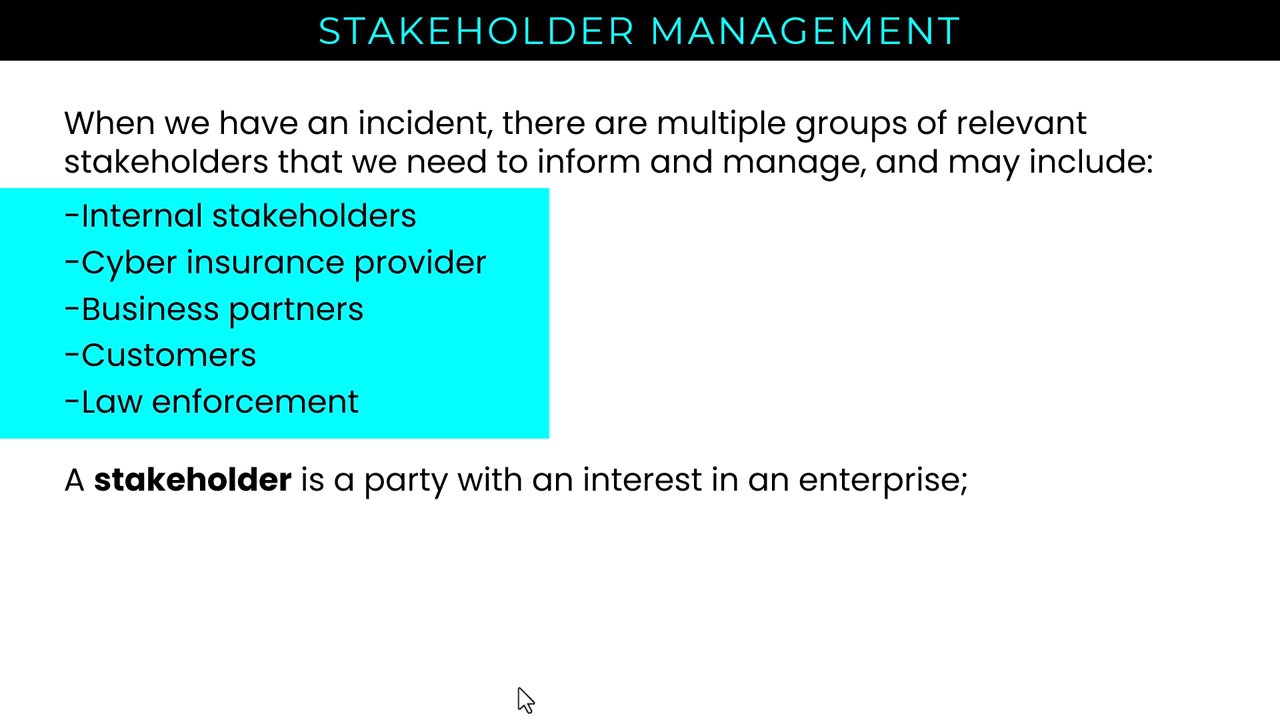 STAKEHOLDER MANAGEMENT
When we have an incident, there are multiple groups of relevant
stakeholders that we need to inform and manage, and may include:
-Internal stakeholders
-Cyber insurance provider
-Business partners
-Customers
-Law enforcement
A stakeholder is a party with an interest in an enterprise;